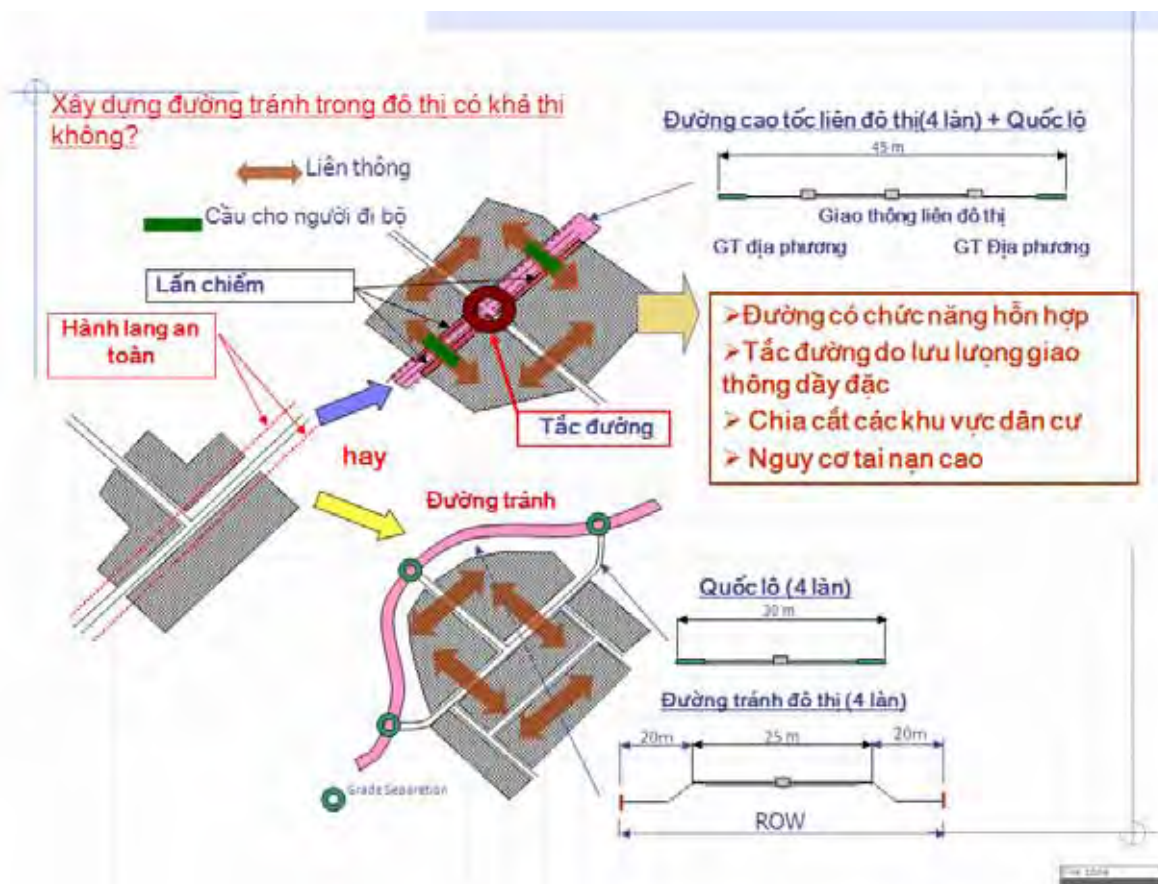 Xây dựng đường tránh trong đô thị có khả thi
không?
Liên thông
Cầu cho người đi bộ
Lấn chiếm
Hành lang an
toàn
Đường cao tốc liên đô thị(4 làn) + Quốc lộ
45 m
Giao thông liên đô thị
GT địa phương
GT Địa phương
Tắc đường
➢Đường có chức năng hỗn hợp
➢Tắc đường do lưu lượng giao
thông dầy đặc
➢ Chia cắt các khu vực dân cư
➢ Nguy cơ tai nạn cao
hay
Đường tránh
Quốc lộ (4 làn)
m
Đường tránh đô thị (4 làn)
20m
25 m
20m
ROW
Grade Separation